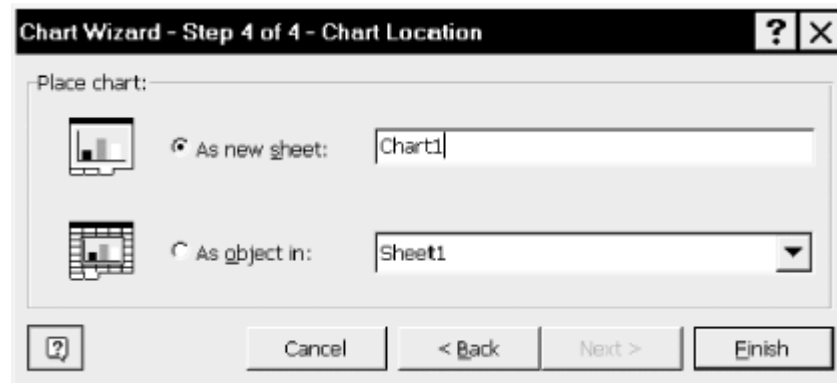 Chart Wizard - Step 4 of 4 - Chart Location ? X
Place chart:
As new sheet: Chart1
As object in: Sheet1
? Cancel < Back Next > Finish